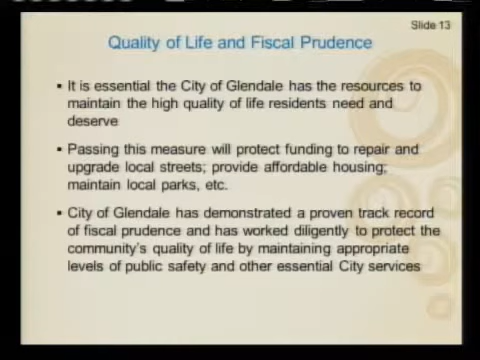 Slide 13
Quality of Life and Fiscal Prudence
▪ It is essential the City of Glendale has the resources to
maintain the high quality of life residents need and
deserve
▪ Passing this measure will protect funding to repair and
upgrade local streets; provide affordable housing;
maintain local parks, etc.
▪ City of Glendale has demonstrated a proven track record
of fiscal prudence and has worked diligently to protect the
community's quality of life by maintaining appropriate
levels of public safety and other essential City services